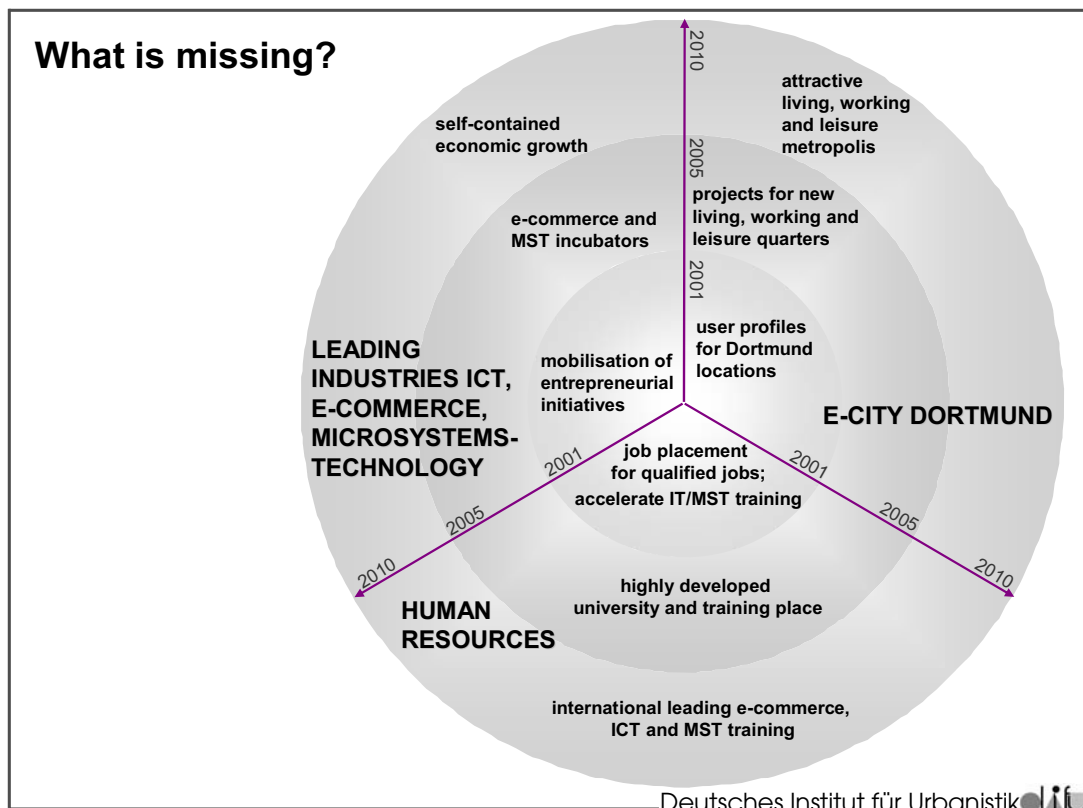 What is missing?
2010
attractive
living, working
and leisure
metropolis
self-contained
economic growth
2005
projects for new
living, working and
leisure quarters
e-commerce and
MST incubators
2001
user profiles
for Dortmund
locations
mobilisation of
entrepreneurial
initiatives
LEADING
INDUSTRIES ICT,
E-COMMERCE,
MICROSYSTEMS-
TECHNOLOGY
E-CITY DORTMUND
job placement
for qualified jobs;
accelerate IT/MST training
2001
2005
2010
2001
2005
2010
highly developed
university and training place
HUMAN
RESOURCES
international leading e-commerce,
ICT and MST training
Deutsches Institut für Urbanistik